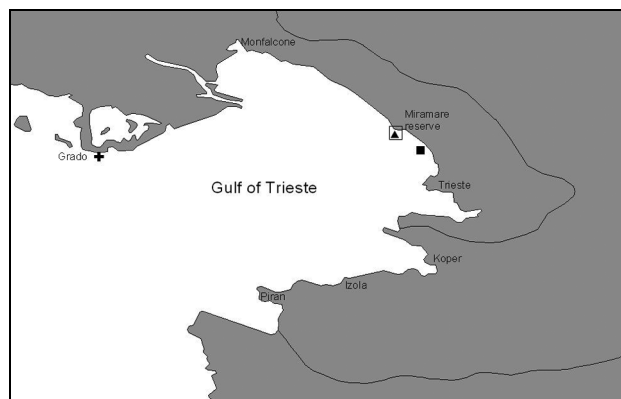 Monfalcone
Miramare
reserve
Grado
Trieste
Gulf of Trieste
Koper
Izola
Piran